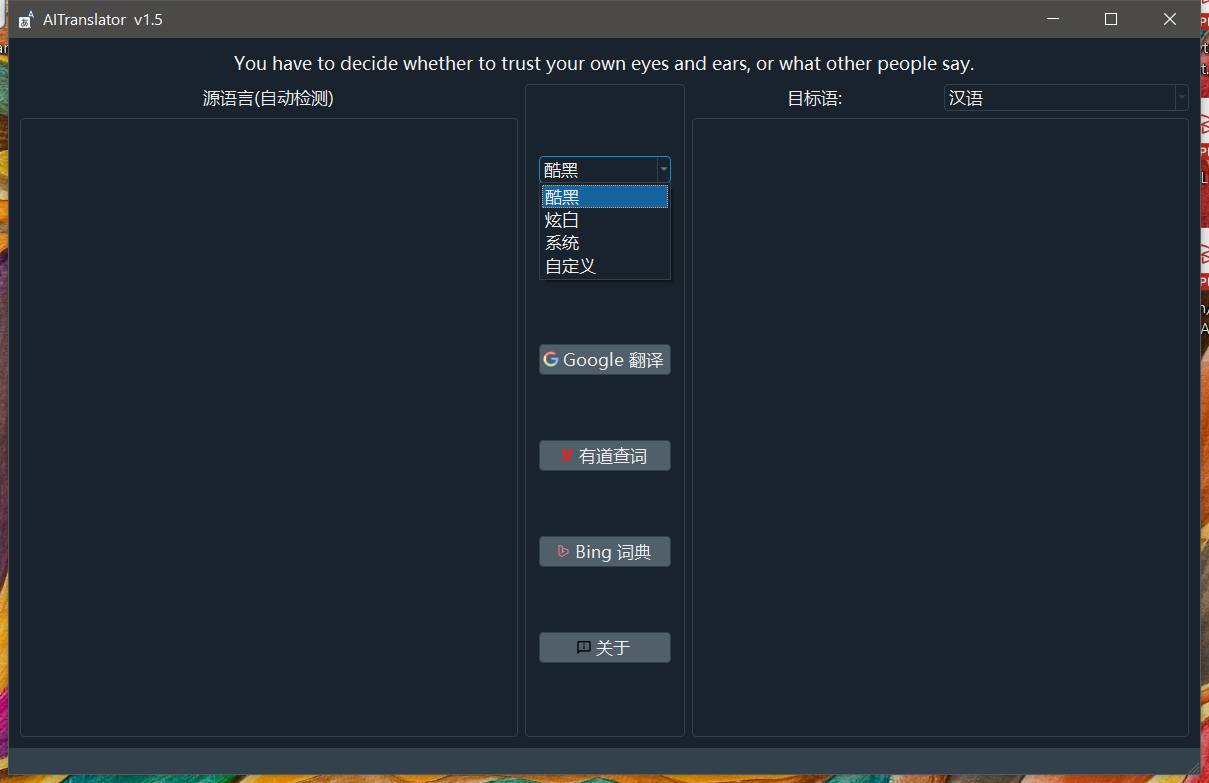 AITranslator v1.5
You have to decide whether to trust your own eyes and ears, or what other people say.
源语言(自动检测)
目标语:
汉语
酷黑
酷黑
炫白
系统
自定义
Google 翻译
有道查词
Bing 词典
关于